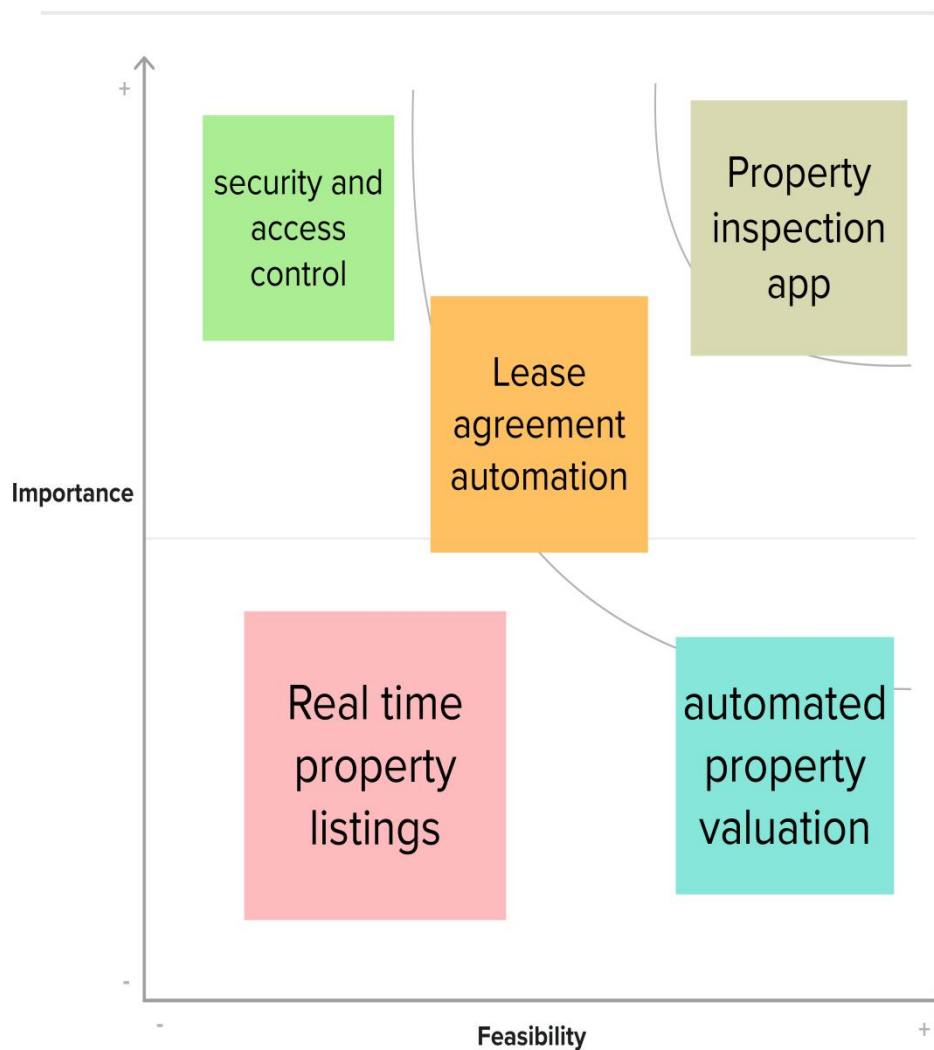 +
security and
access
control
Property
inspection
app
Lease
agreement
automation
Importance
Real time
property
listings
automated
property
valuation
-
-
Feasibility
+